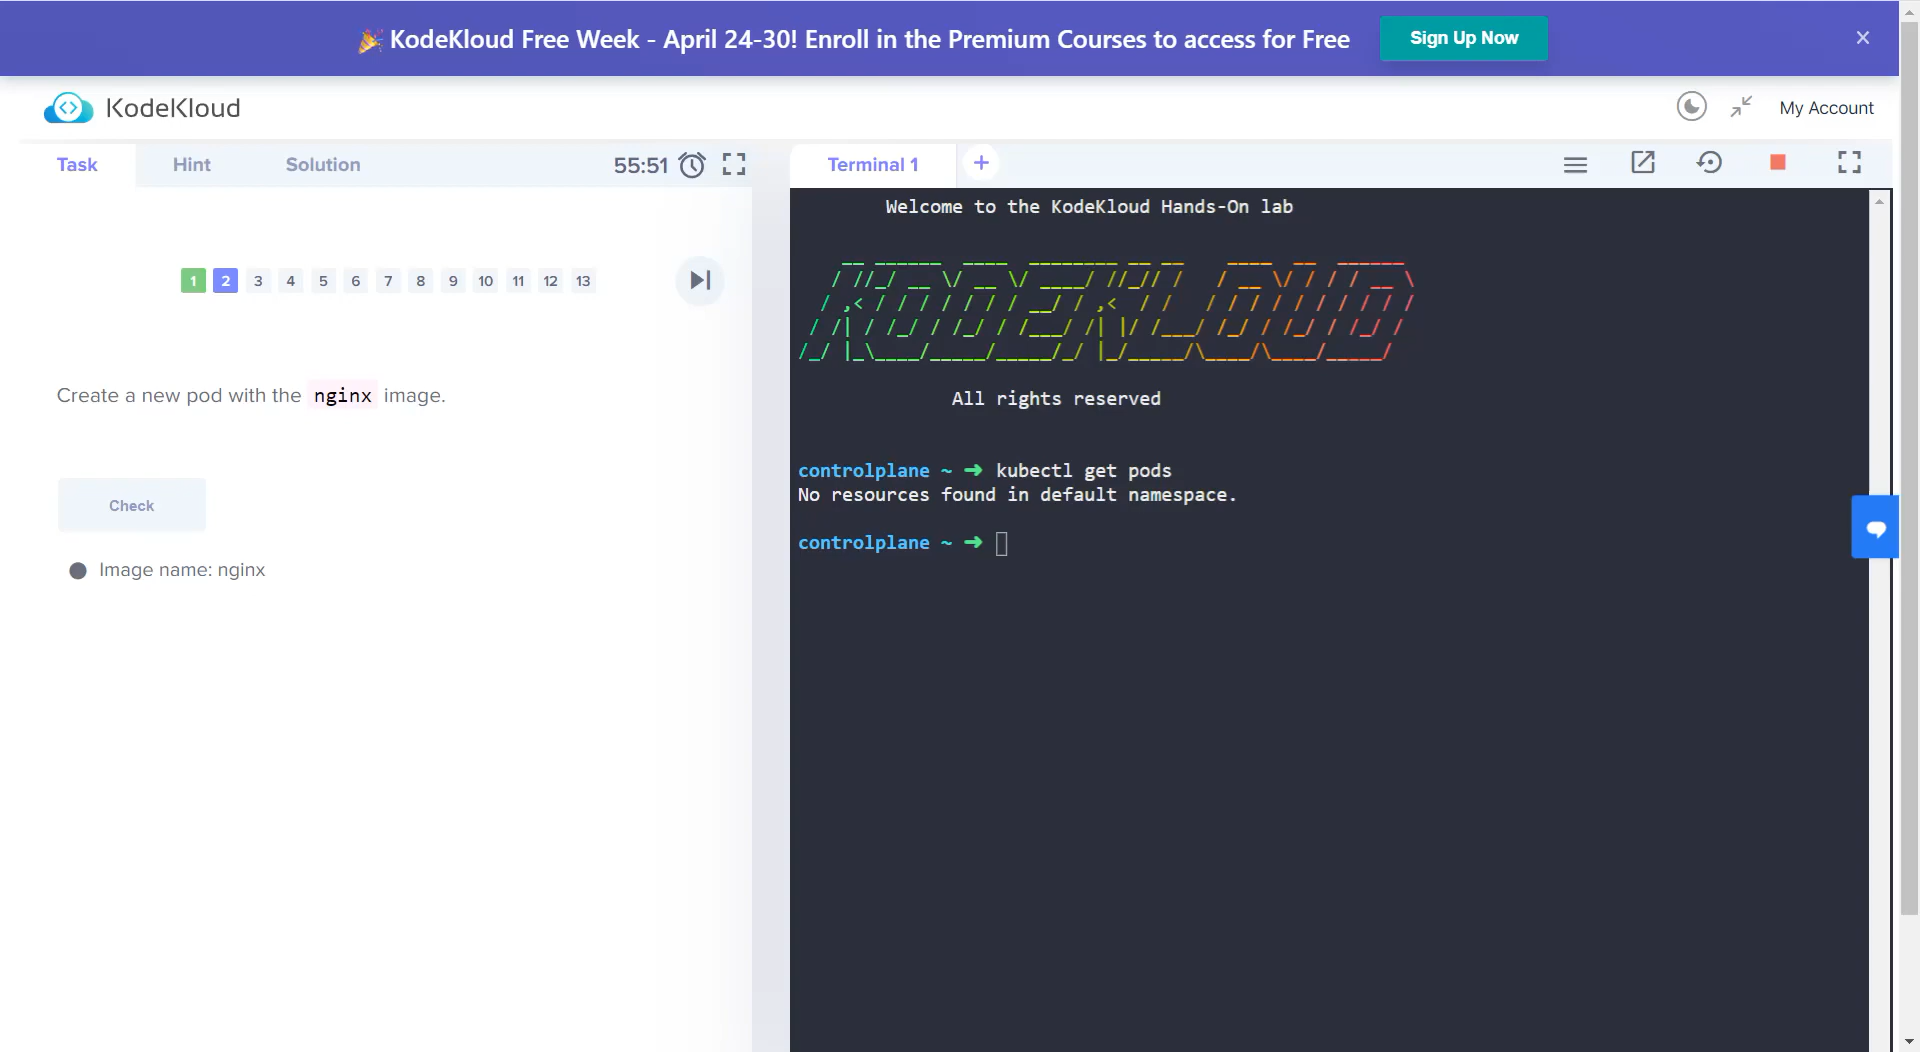 🎉 KodeKloud Free Week - April 24-30! Enroll in the Premium Courses to access for Free
Sign Up Now
×
KodeKloud
My Account
Task
Hint
Solution
55:51
Terminal 1
+
1 2 3 4 5 6 7 8 9 10 11 12 13
Create a new pod with the nginx image.
Check
Image name: nginx
Welcome to the KodeKloud Hands-On lab
KODEKLOUD
All rights reserved
controlplane ~ ➜ kubectl get pods
No resources found in default namespace.
controlplane ~ ➜